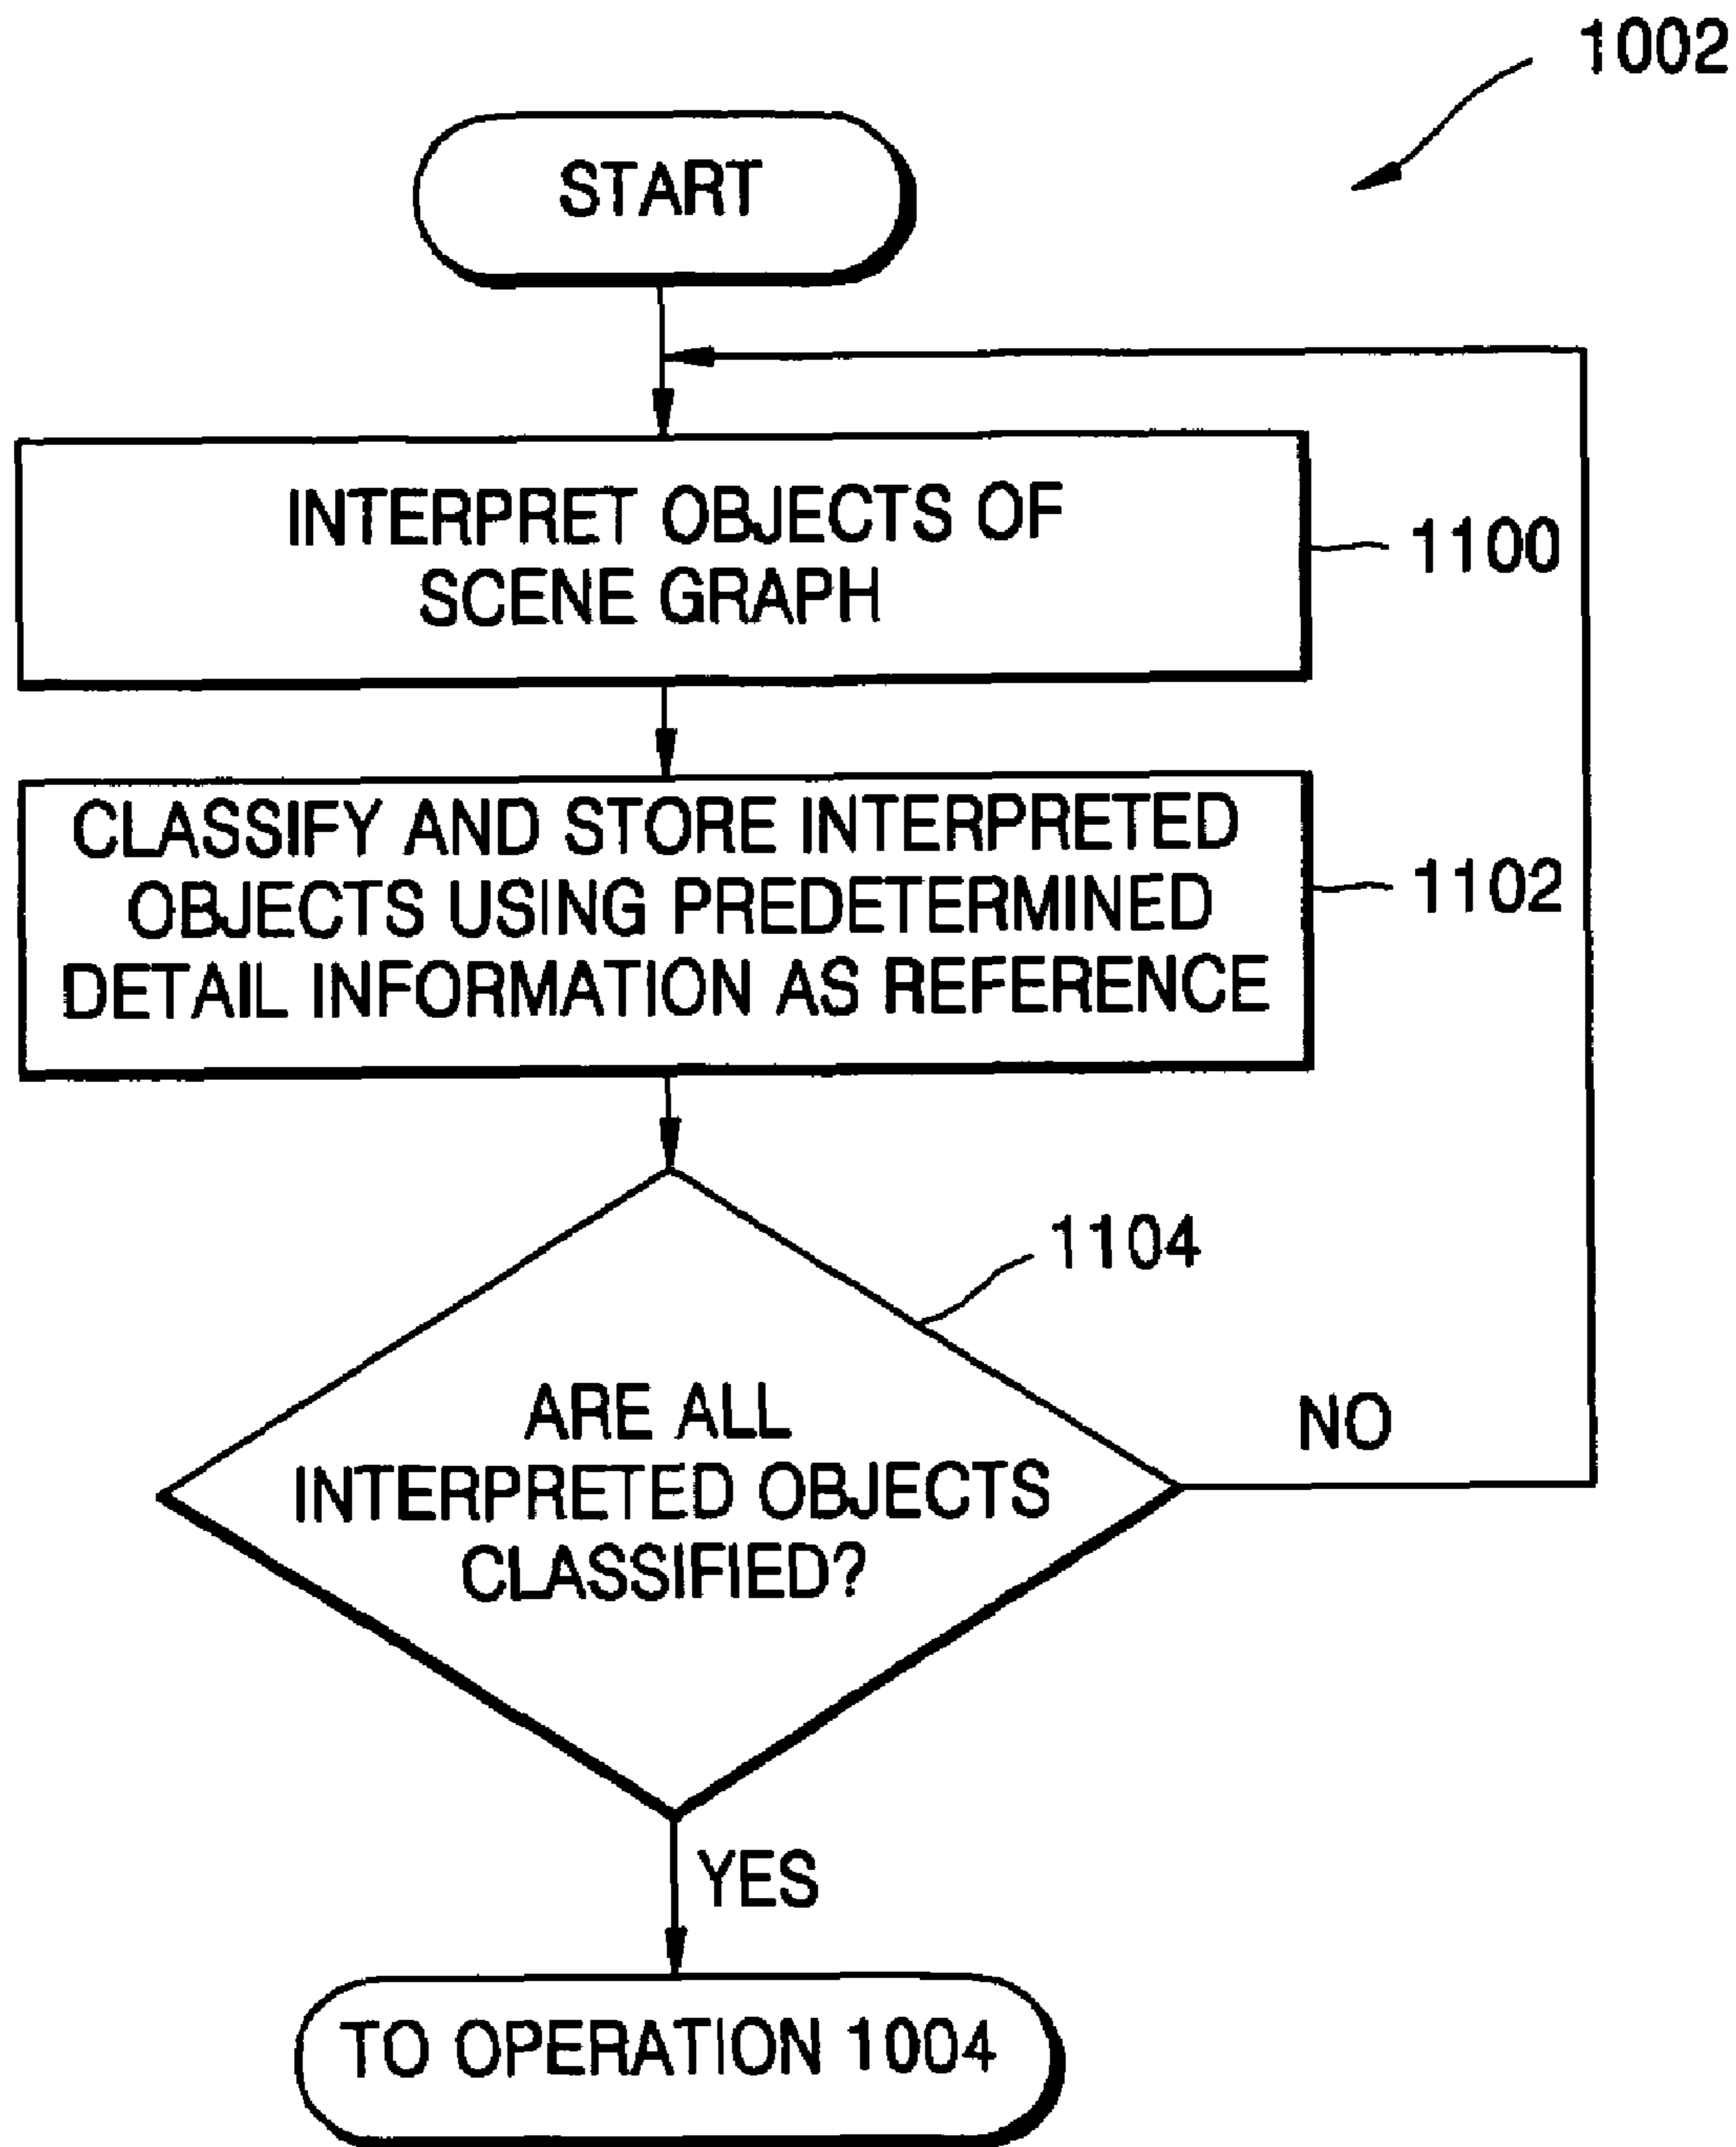 1002
START
INTERPRET OBJECTS OF
SCENE GRAPH
1100
CLASSIFY AND STORE INTERPRETED
OBJECTS USING PREDETERMINED
DETAIL INFORMATION AS REFERENCE
1102
1104
ARE ALL
INTERPRETED OBJECTS
CLASSIFIED?
NO
YES
TO OPERATION 1004